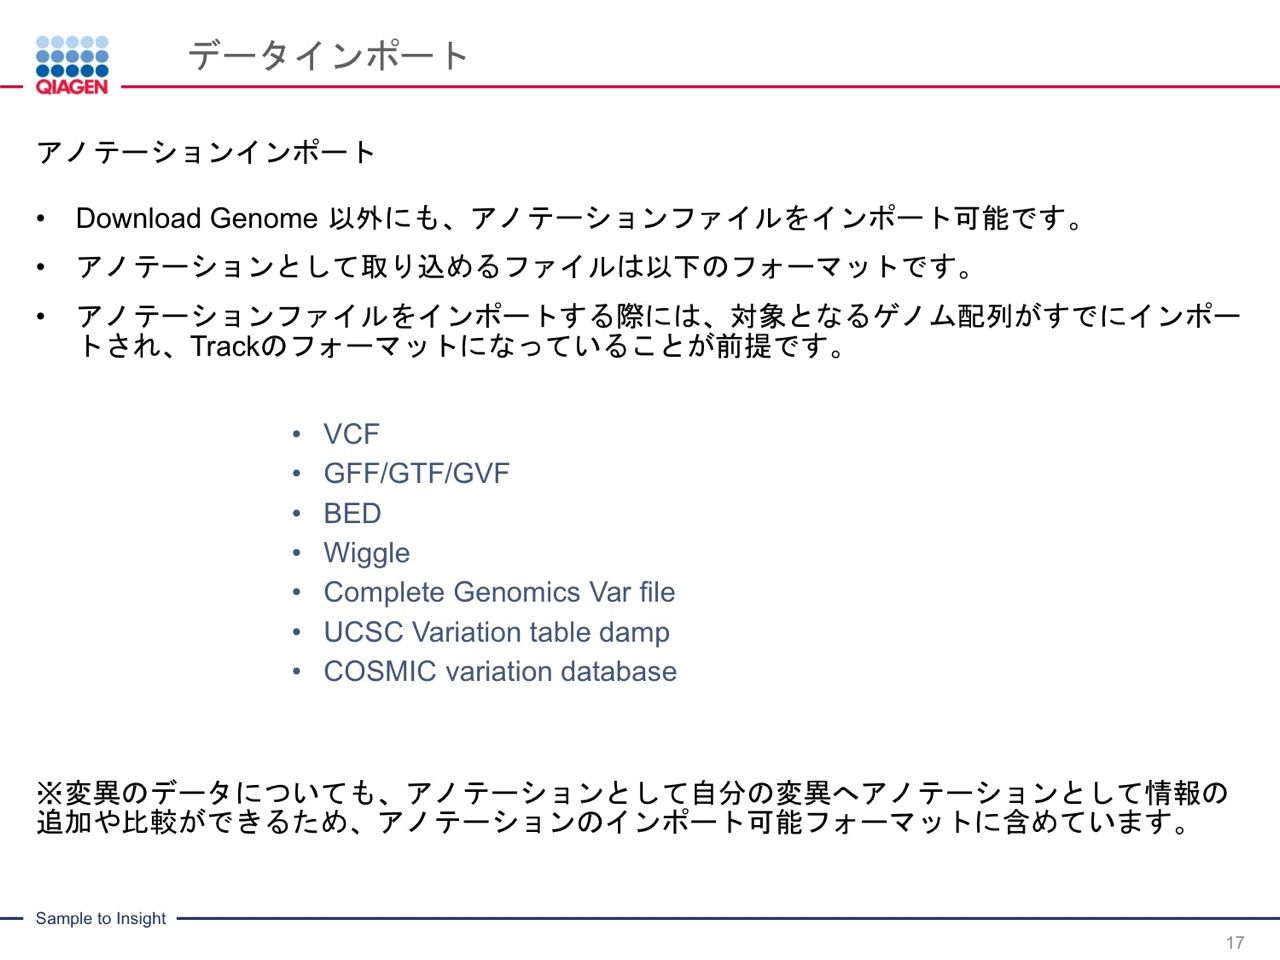 QIAGEN
データインポート
アノテーションインポート
• Download Genome 以外にも、アノテーションファイルをインポート可能です。
• アノテーションとして取り込めるファイルは以下のフォーマットです。
• アノテーションファイルをインポートする際には、対象となるゲノム配列がすでにインポー
トされ、Trackのフォーマットになっていることが前提です。
• VCF
• GFF/GTF/GVF
• BED
• Wiggle
• Complete Genomics Var file
• UCSC Variation table damp
• COSMIC variation database
※変異のデータについても、アノテーションとして自分の変異へアノテーションとして情報の
追加や比較ができるため、アノテーションのインポート可能フォーマットに含めています。
Sample to Insight
17